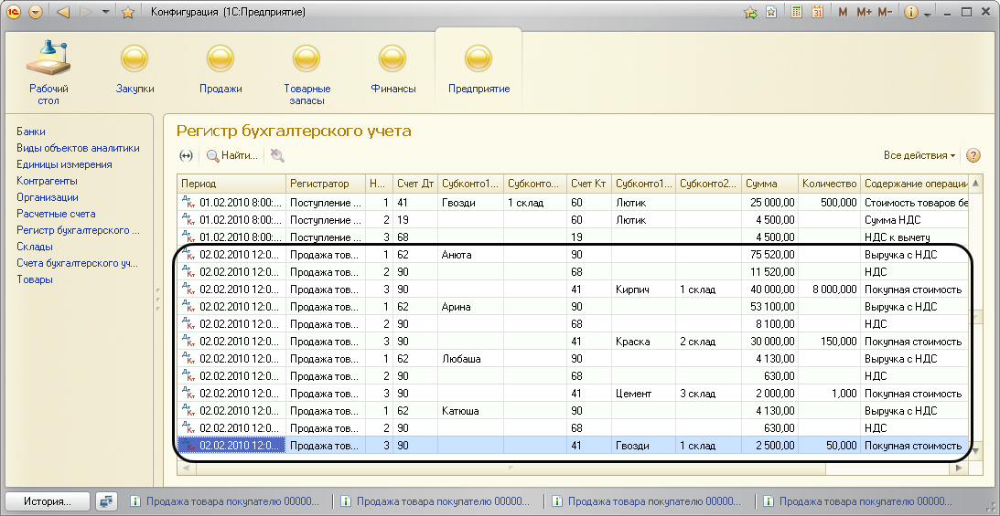 Конфигурация (1С:Предприятие)
M M+ M-
Рабочий стол
Закупки
Продажи
Товарные запасы
Финансы
Предприятие
Банки
Виды объектов аналитики
Единицы измерения
Контрагенты
Организации
Расчетные счета
Регистр бухгалтерского ...
Склады
Счета бухгалтерского уч...
Товары
Регистр бухгалтерского учета
Найти...
Все действия
Период Регистратор Н... Счет Дт Субконто1... Субконто... Счет Кт Субконто1... Субконто2... Сумма Количество Содержание операции
01.02.2010 8:00:... Поступление ... 1 41 Гвозди 1 склад 60 Лютик 25 000,00 500,000 Стоимость товаров бе
01.02.2010 8:00:... Поступление ... 2 19 60 Лютик 4 500,00 Сумма НДС
01.02.2010 8:00:... Поступление ... 3 68 19 4 500,00 НДС к вычету
02.02.2010 12:0... Продажа тов... 1 62 Анюта 90 75 520,00 Выручка с НДС
02.02.2010 12:0... Продажа тов... 2 90 68 11 520,00 НДС
02.02.2010 12:0... Продажа тов... 3 90 41 Кирпич 1 склад 40 000,00 8 000,000 Покупная стоимость
02.02.2010 12:0... Продажа тов... 1 62 Арина 90 53 100,00 Выручка с НДС
02.02.2010 12:0... Продажа тов... 2 90 68 8 100,00 НДС
02.02.2010 12:0... Продажа тов... 3 90 41 Краска 2 склад 30 000,00 150,000 Покупная стоимость
02.02.2010 12:0... Продажа тов... 1 62 Любаша 90 4 130,00 Выручка с НДС
02.02.2010 12:0... Продажа тов... 2 90 68 630,00 НДС
02.02.2010 12:0... Продажа тов... 3 90 41 Цемент 3 склад 2 000,00 1,000 Покупная стоимость
02.02.2010 12:0... Продажа тов... 1 62 Катюша 90 4 130,00 Выручка с НДС
02.02.2010 12:0... Продажа тов... 2 90 68 630,00 НДС
02.02.2010 12:0... Продажа тов... 3 90 41 Гвозди 1 склад 2 500,00 50,000 Покупная стоимость
История...
Продажа товара покупателю 00000... Продажа товара покупателю 00000... Продажа товара покупателю 00000... Продажа товара покупателю 00000...